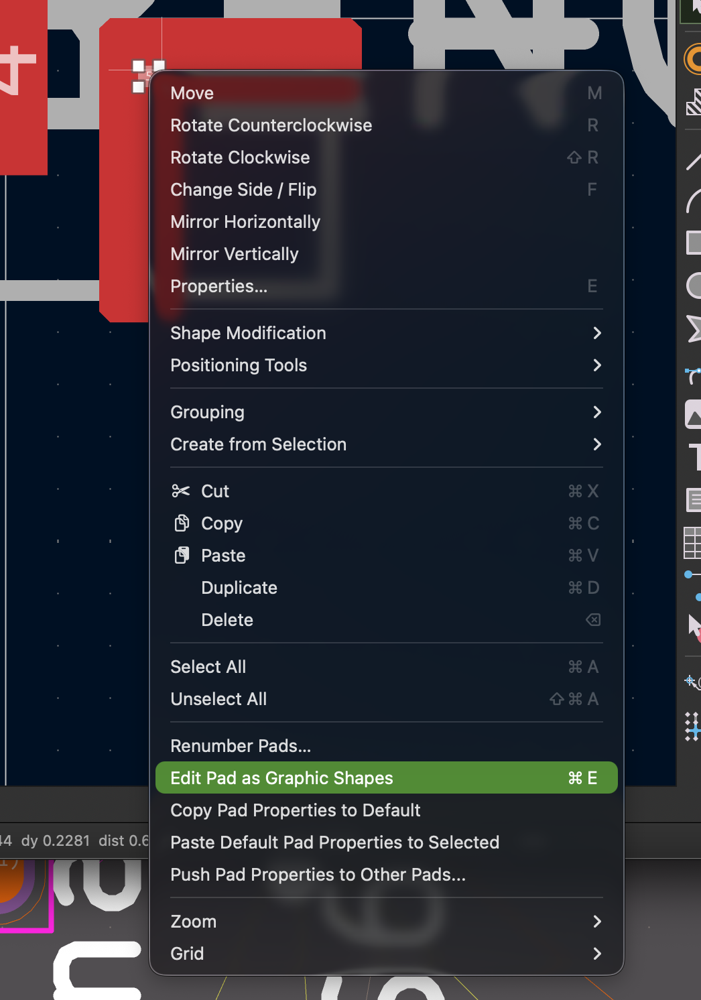 4
Move M
Rotate Counterclockwise R
Rotate Clockwise ⇧ R
Change Side / Flip F
Mirror Horizontally
Mirror Vertically
Properties... E
Shape Modification
Positioning Tools
Grouping
Create from Selection
Cut ⌘ X
Copy ⌘ C
Paste ⌘ V
Duplicate ⌘ D
Delete ⌫
Select All ⌘ A
Unselect All ⇧ ⌘ A
Renumber Pads...
Edit Pad as Graphic Shapes ⌘ E
Copy Pad Properties to Default
44 dy 0.2281 dist 0.6
Paste Default Pad Properties to Selected
Push Pad Properties to Other Pads...
Zoom
Grid